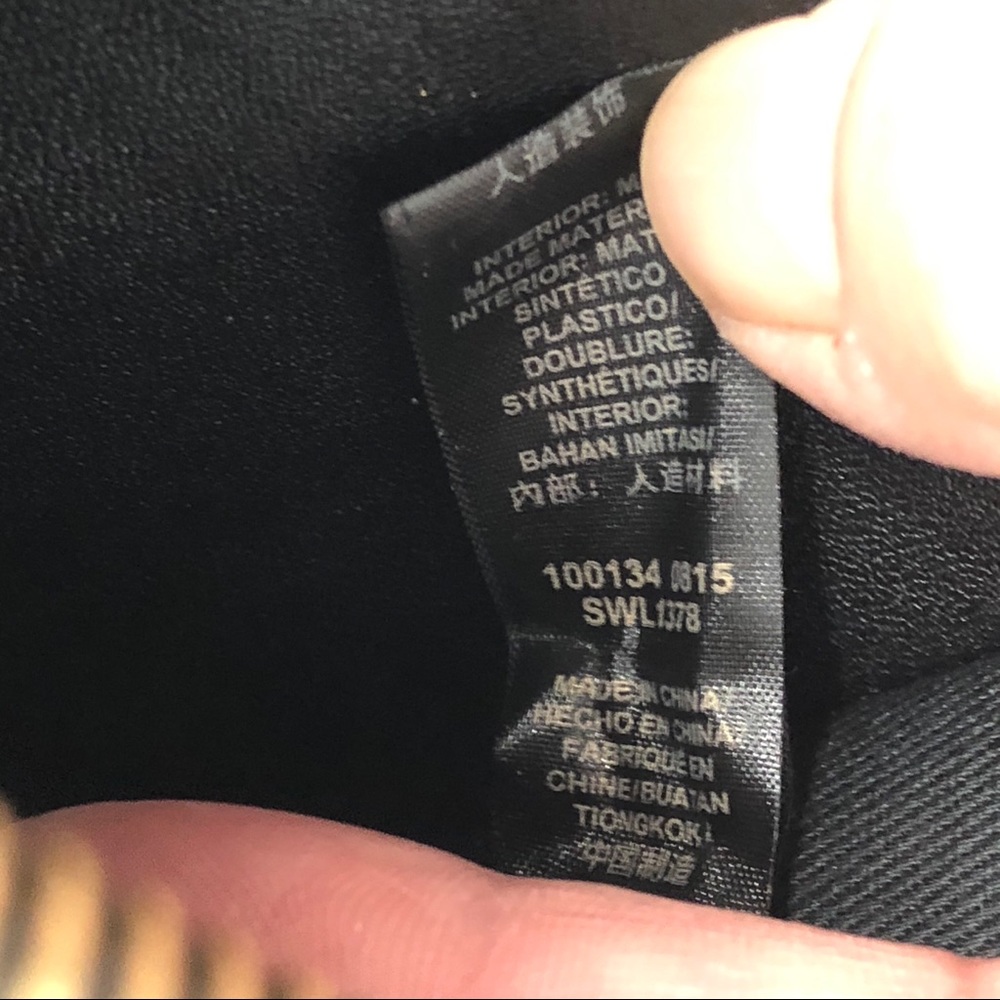 人造装饰
INTERIOR:
MADE MATER
INTERIOR: MAT
SINTÉTICO
PLASTICO/
DOUBLURE:
SYNTHÉTIQUES/
INTERIOR:
BAHAN IMITASI/
内部： 人造材料
100134 0815
SWL1378
MADE IN CHINA/
HECHO EN CHINA/
FABRIQUE EN
CHINE/BUATAN
TIONGKOK/
中国制造